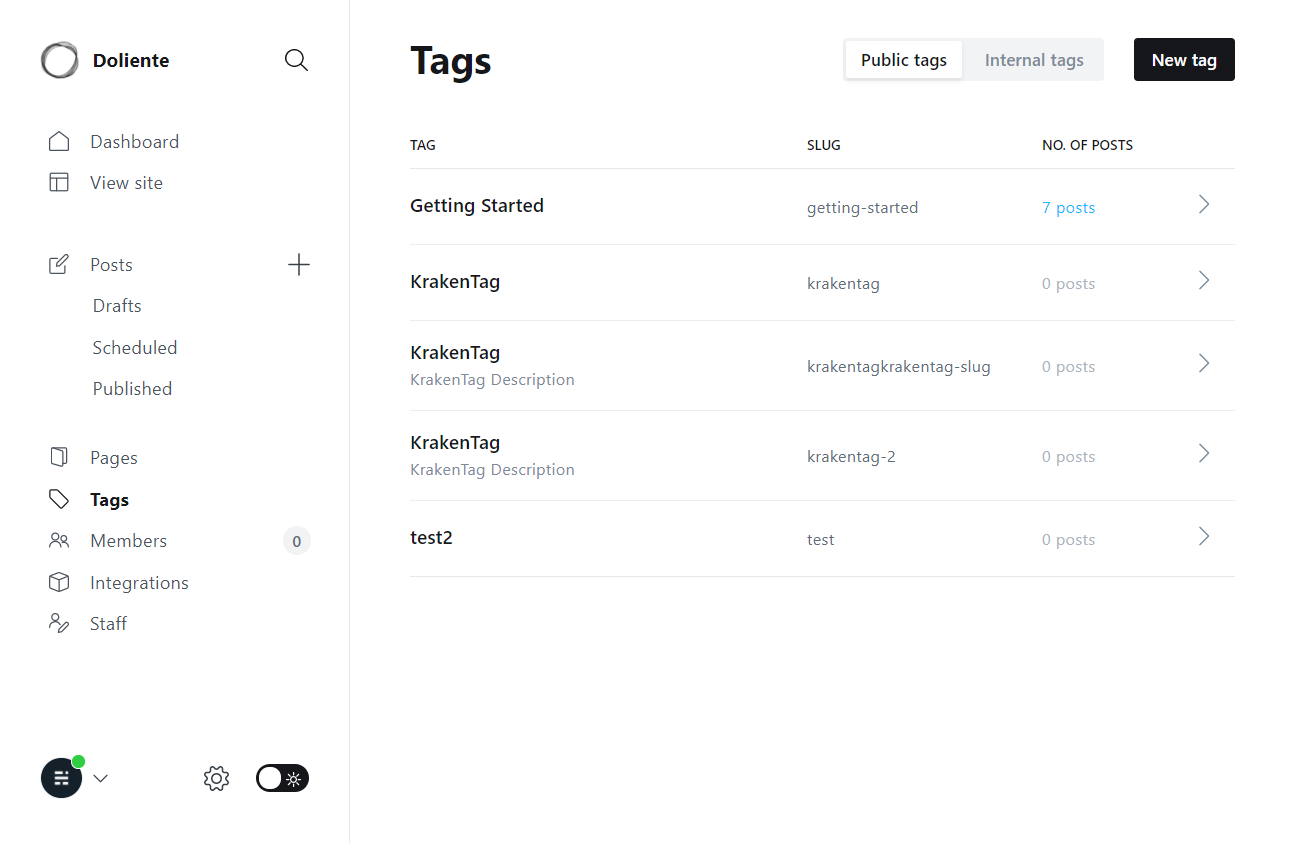 Doliente
Dashboard
View site
Posts
Drafts
Scheduled
Published
Pages
Tags
Members 0
Integrations
Staff
Tags
Public tags Internal tags New tag
TAG SLUG NO. OF POSTS
Getting Started getting-started 7 posts
KrakenTag krakentag 0 posts
KrakenTag
KrakenTag Description krakentagkrakentag-slug 0 posts
KrakenTag
KrakenTag Description krakentag-2 0 posts
test2 test 0 posts